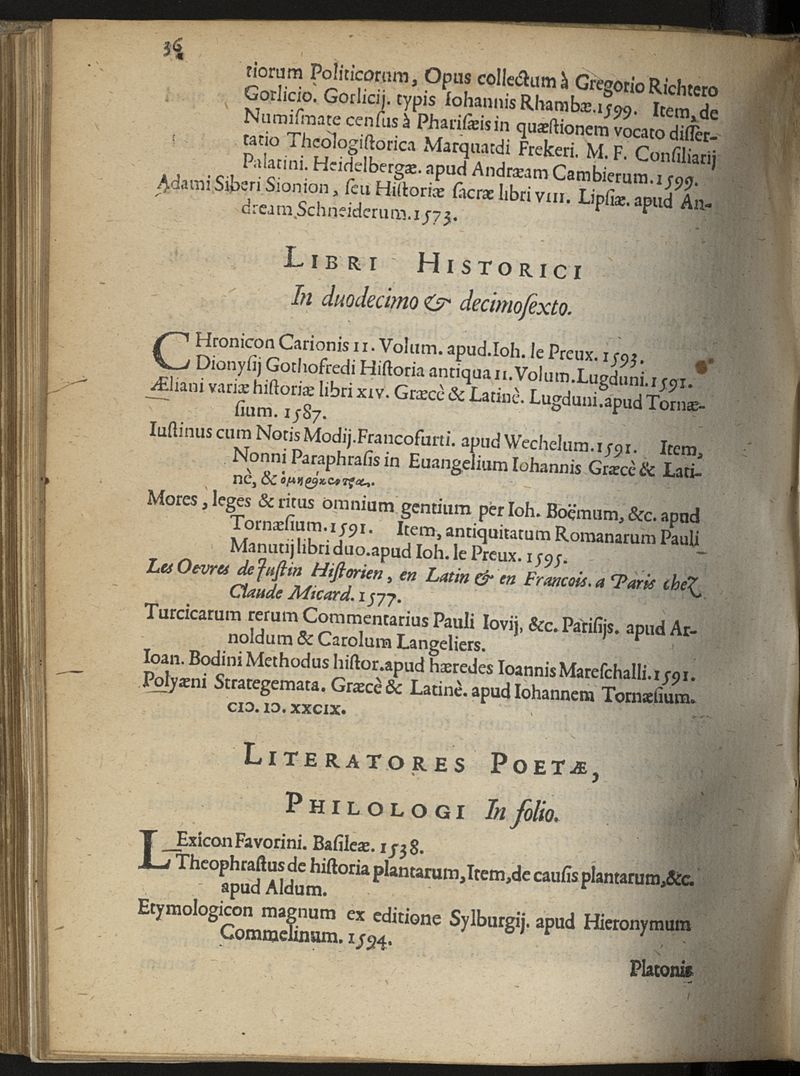 36
tiorum Politicorum, Opus collectum à Gregorio Richtero
Gorlicio. Gorlicij. typis Iohannis Rhambæ. 1599. Item, de
Numiſmate cenſus à Phariſæis in quæſtionem vocato diſſer-
tatio Theologiſtorica Marquardi Frekeri. M. F. Conſiliarij
Palatini. Heidelbergæ. apud Andræam Cambierum. 1599.
Adami Siberi Sionion, ſeu Hiſtoriæ ſacræ libri VIII. Lipſiæ. apud An-
dream Schneiderum. 1573.
LIBRI HISTORICI
In duodecimo & decimoſexto.
CHronicon Carionis 11. Volum. apud. Ioh. le Preux. 1593.
Dionyſij Gothofredi Hiſtoria antiqua 11. Volum. Lugduni. 1591.
Æliani variæ hiſtoriæ libri XIV. Græcè & Latinè. Lugduni. apud Tornæ-
ſium. 1587.
Iuſtinus cum Notis Modij. Francofurti. apud Wechelum. 1591. Item,
Nonni Paraphraſis in Euangelium Iohannis Græcè & Lati-
nè, &
Mores, leges & ritus omnium gentium per Ioh. Boëmum, &c. apud
Tornæſium. 1591. Item, antiquitatum Romanarum Pauli
Manutij libri duo. apud Ioh. le Preux. 1595.
Les Oevres de Juſtin Hiſtorien, en Latin & en Francois. a Paris chez
Claude Micard. 1577.
Turcicarum rerum Commentarius Pauli Iovij, &c. Pariſijs. apud Ar-
noldum & Carolum Langeliers.
Ioan. Bodini Methodus hiſtor. apud hæredes Ioannis Mareſchalli. 1591.
Polyæni Strategemata. Græcè & Latinè. apud Iohannem Tornæſium.
CIↃ. IↃ. XXCIX.
LITERATORES POETÆ,
PHILOLOGI In folio.
LExicon Favorini. Baſileæ. 1538.
Theophraſtus de hiſtoria plantarum, Item, de cauſis plantarum, &c.
apud Aldum.
Etymologicon magnum ex editione Sylburgij. apud Hieronymum
Commelinum. 1594.
Platonis